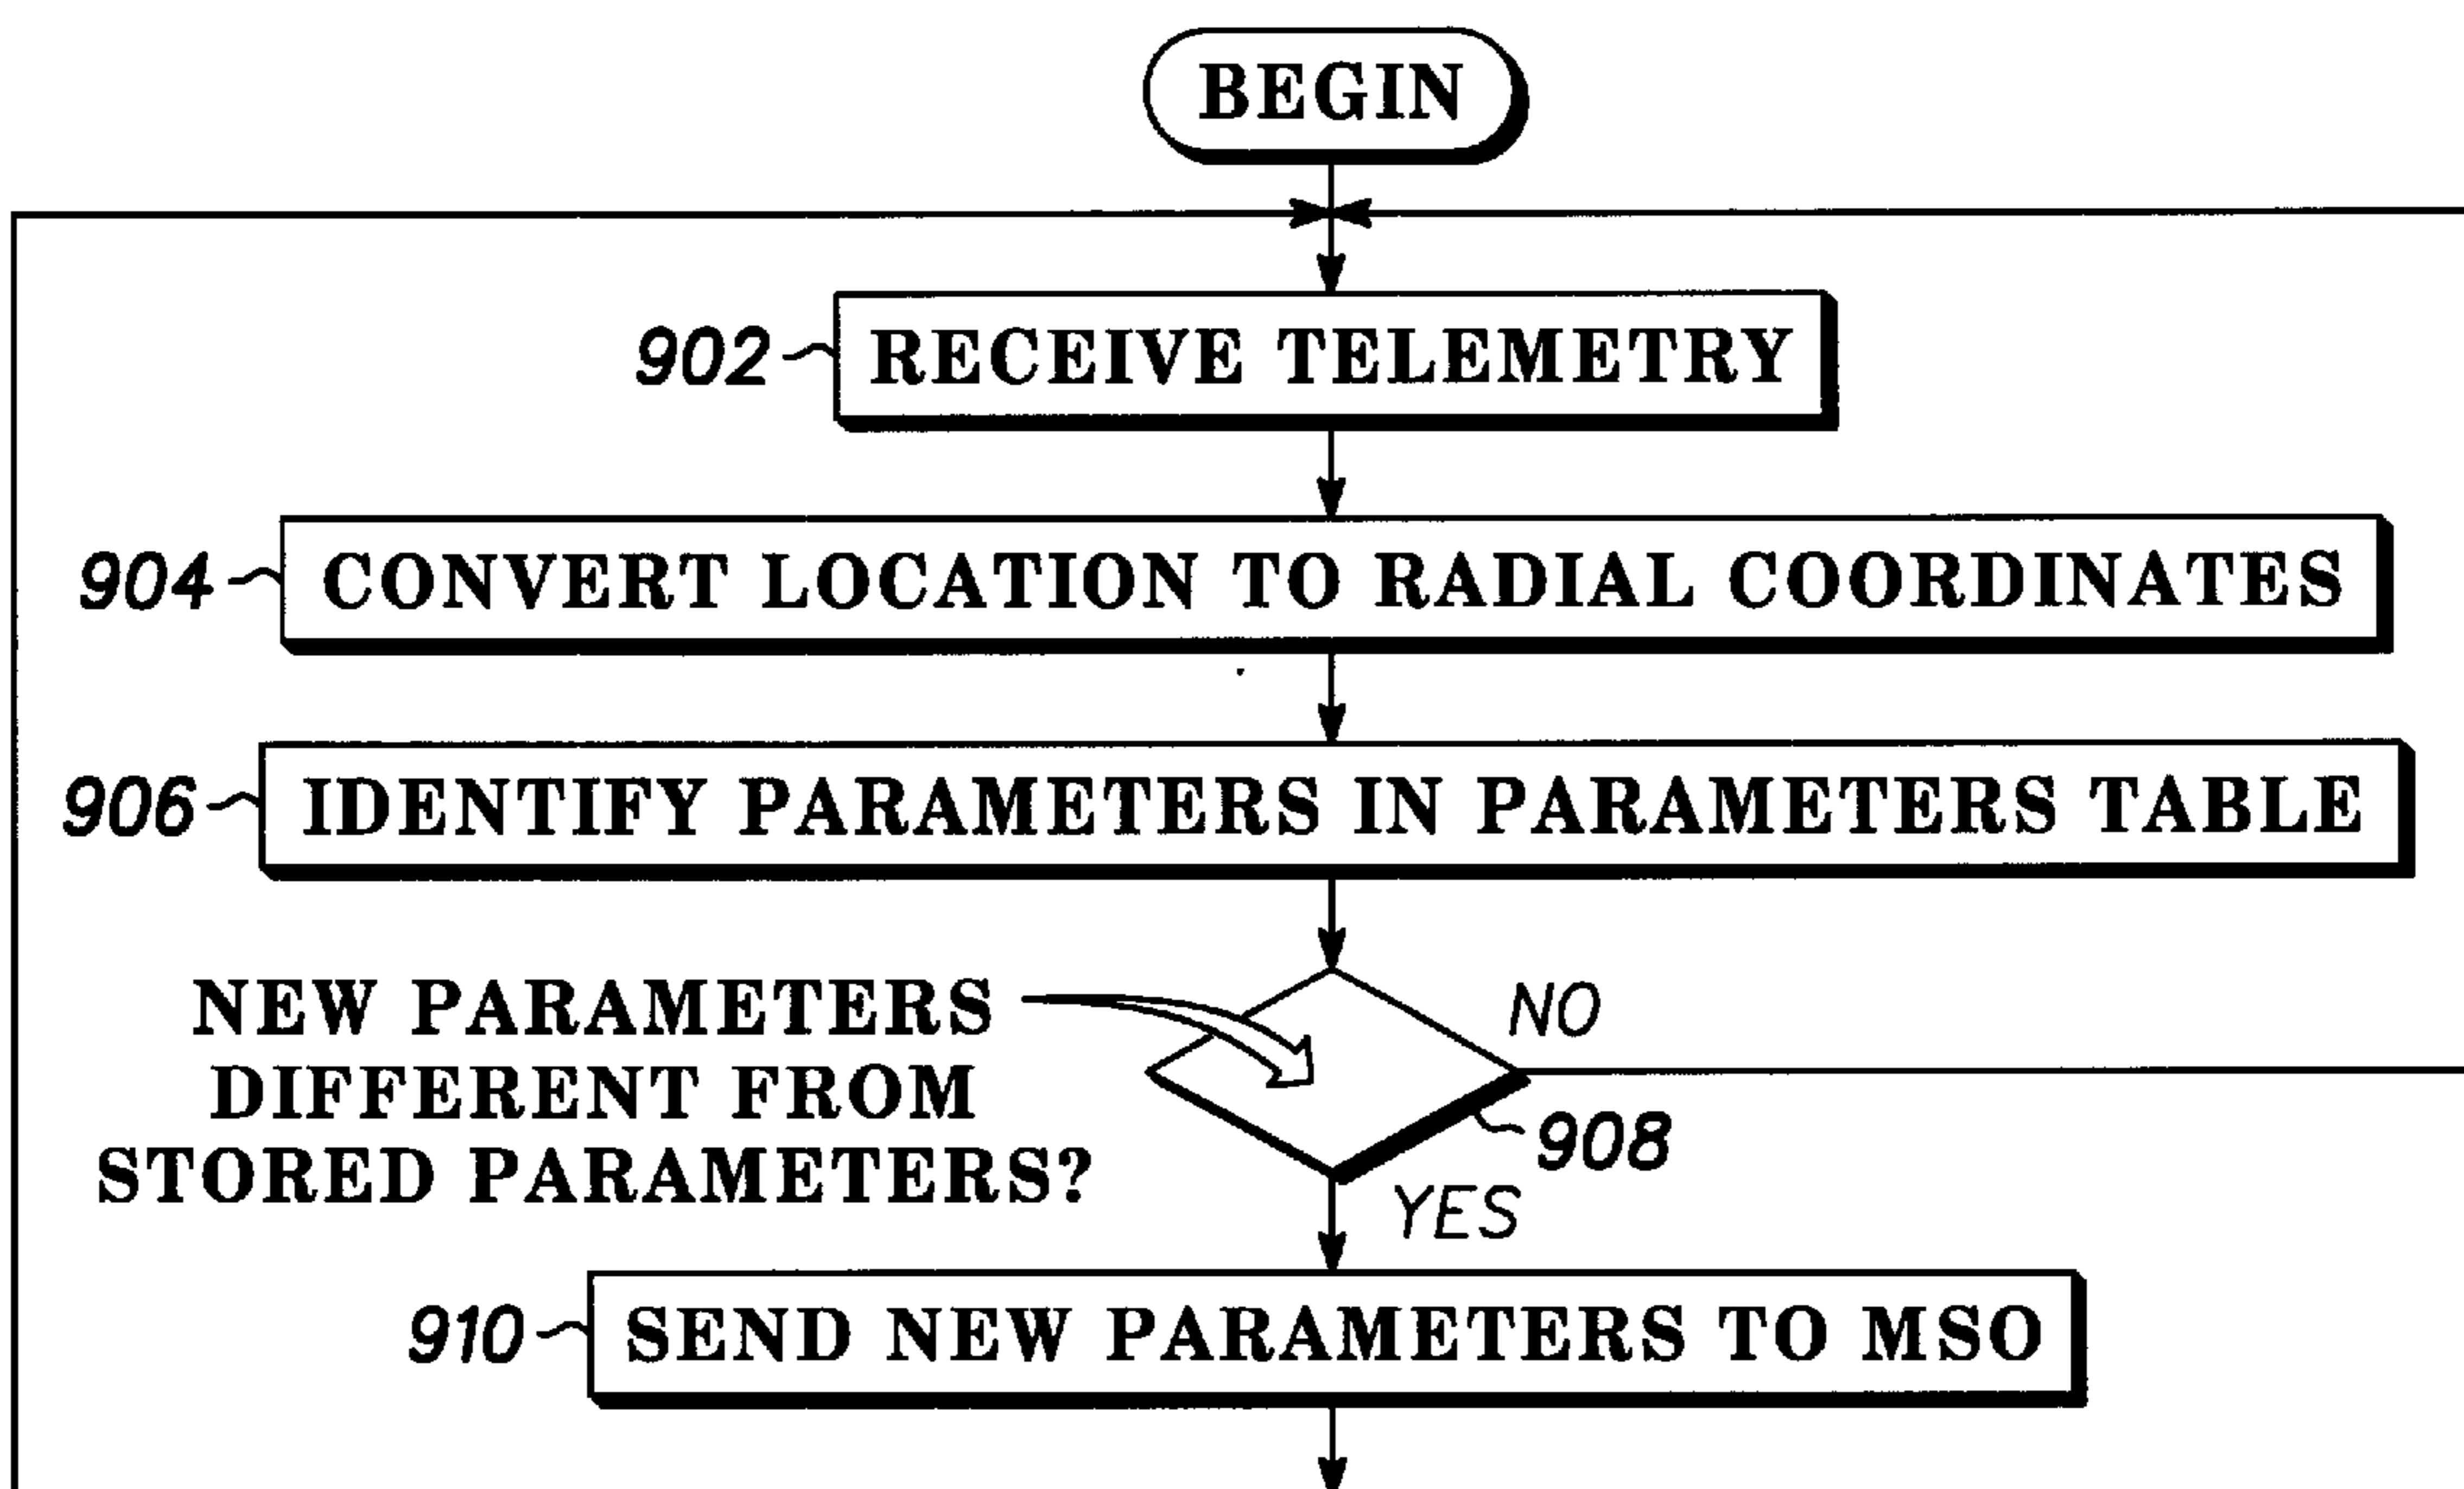 BEGIN
902
RECEIVE TELEMETRY
904
CONVERT LOCATION TO RADIAL COORDINATES
906
IDENTIFY PARAMETERS IN PARAMETERS TABLE
NEW PARAMETERS
DIFFERENT FROM
STORED PARAMETERS?
NO
908
YES
910
SEND NEW PARAMETERS TO MSO